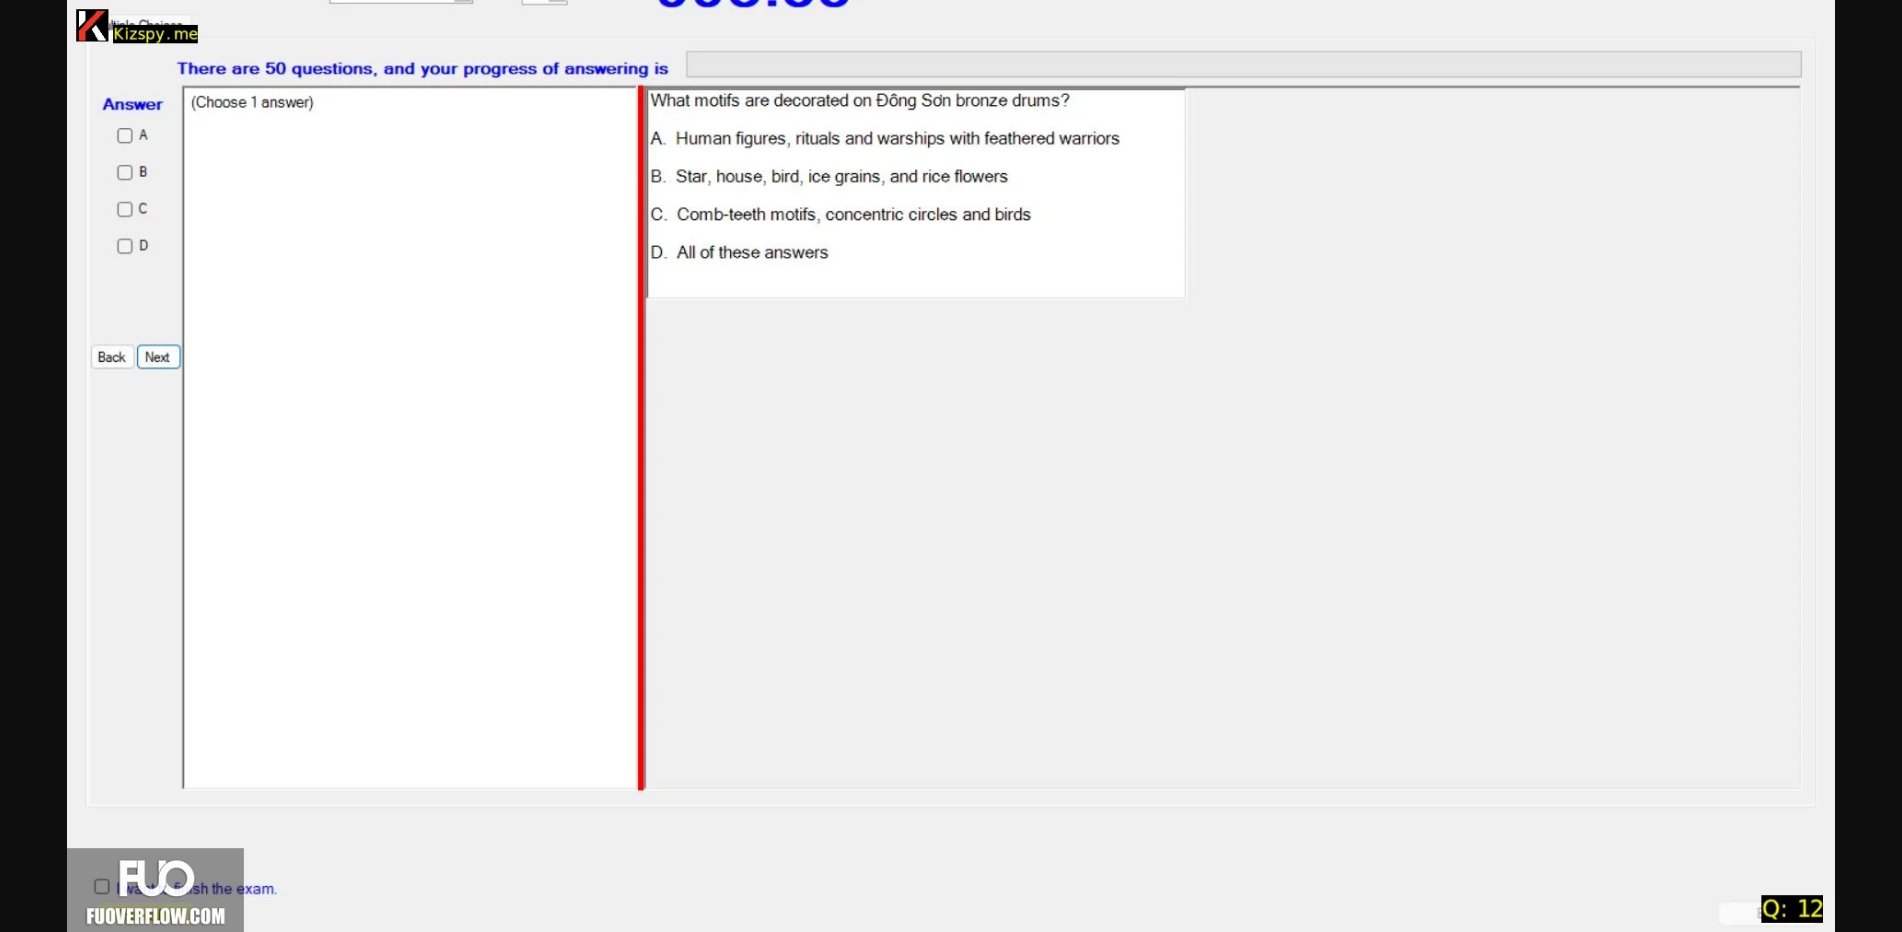 Kizspy.me
There are 50 questions, and your progress of answering is
Answer
(Choose 1 answer)
A
B
C
D
Back
Next
What motifs are decorated on Đông Sơn bronze drums?
A. Human figures, rituals and warships with feathered warriors
B. Star, house, bird, ice grains, and rice flowers
C. Comb-teeth motifs, concentric circles and birds
D. All of these answers
FUO
the exam.
FUOVERFLOW.COM
Q: 12